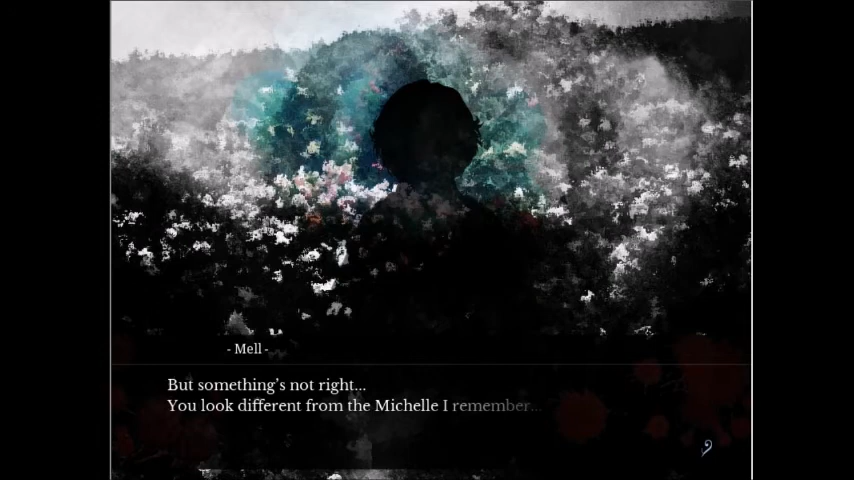 - Mell -
But something's not right...
You look different from the Michelle I remember...